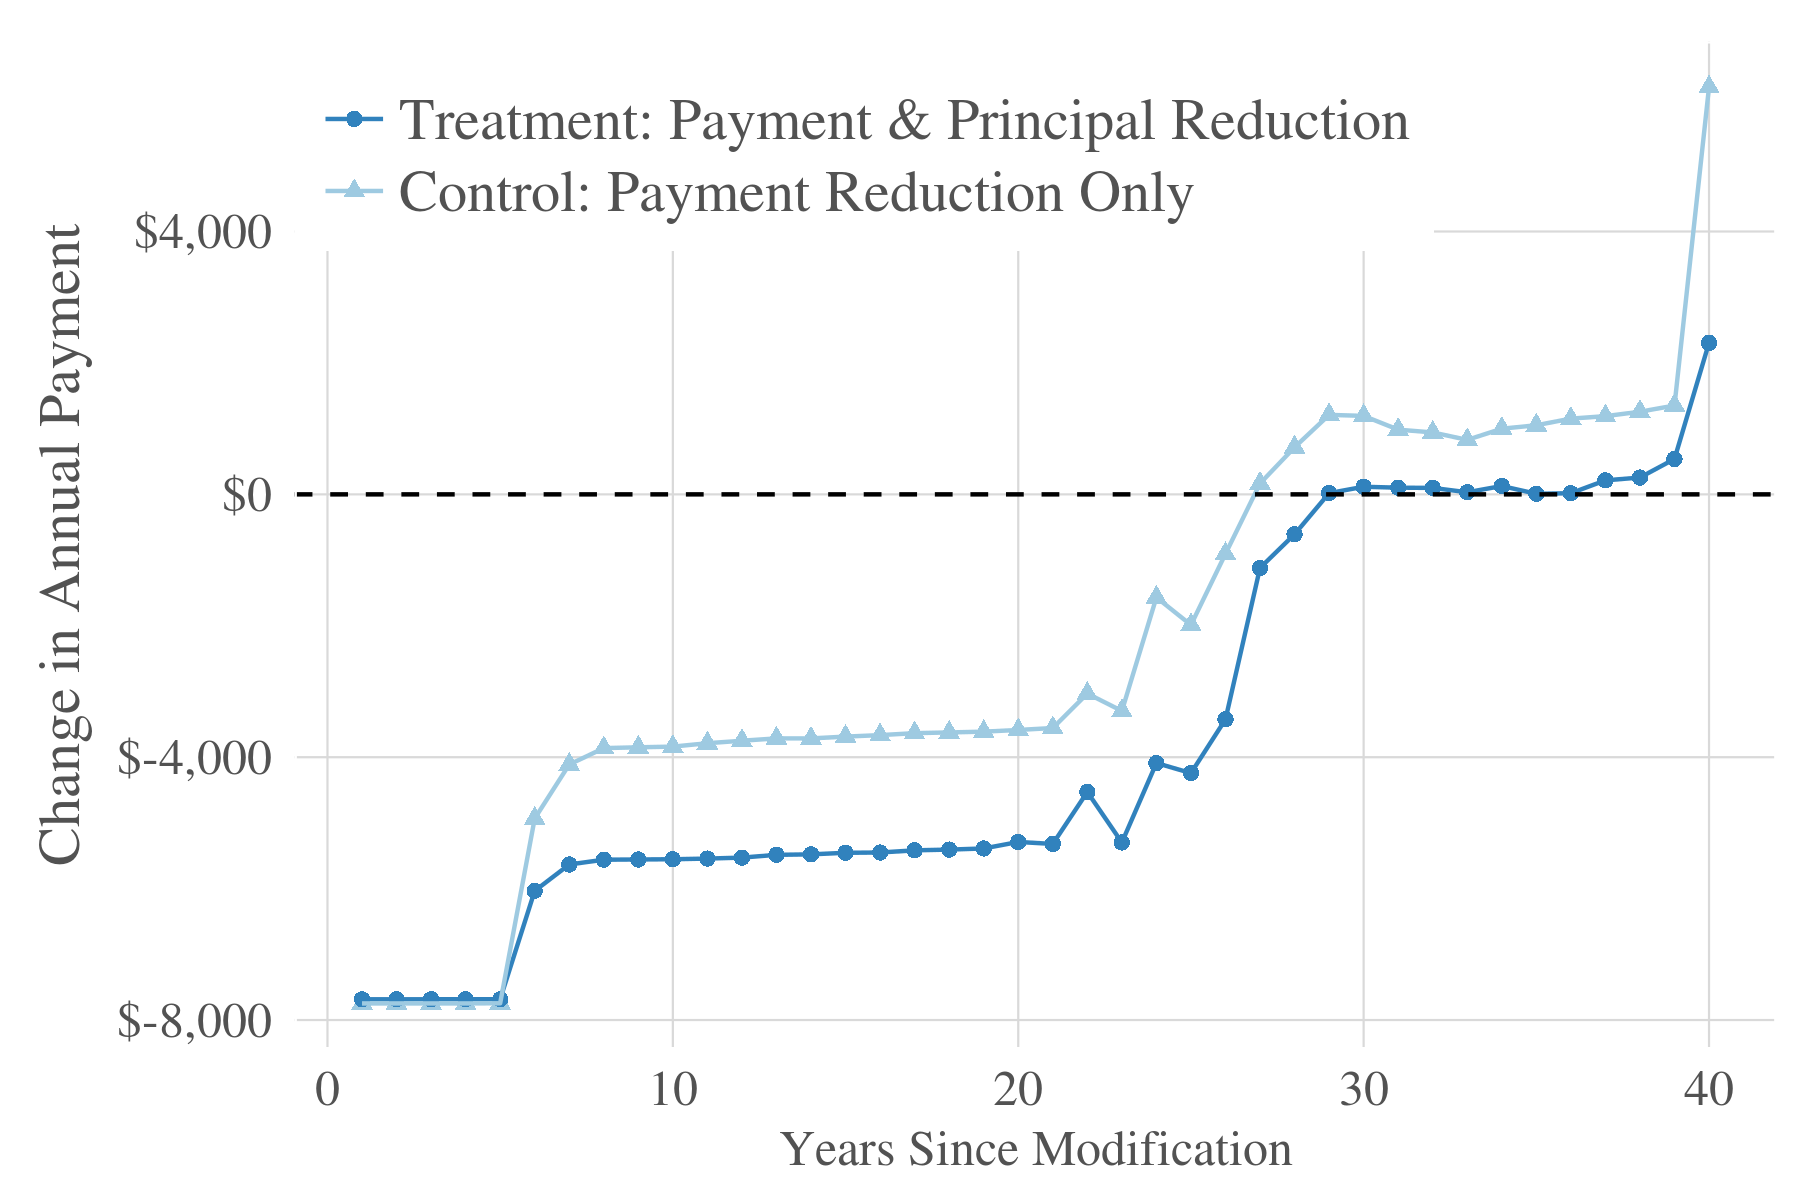 Treatment: Payment & Principal Reduction
Control: Payment Reduction Only
Change in Annual Payment
$4,000
$0
$-4,000
$-8,000
0 10 20 30 40
Years Since Modification